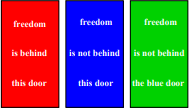 freedom
is behind
this door
freedom
is not behind
this door
freedom
is not behind
the blue door